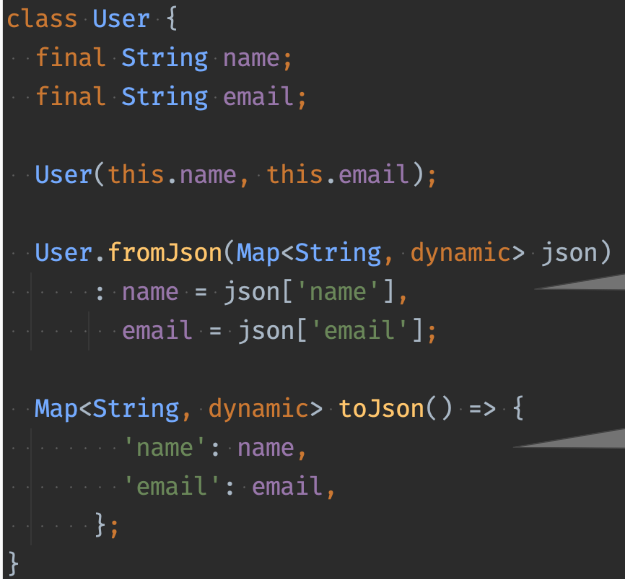 class User {
  final String name;
  final String email;

  User(this.name, this.email);

  User.fromJson(Map<String, dynamic> json)
      : name = json['name'],
        email = json['email'];

  Map<String, dynamic> toJson() => {
        'name': name,
        'email': email,
      };
}